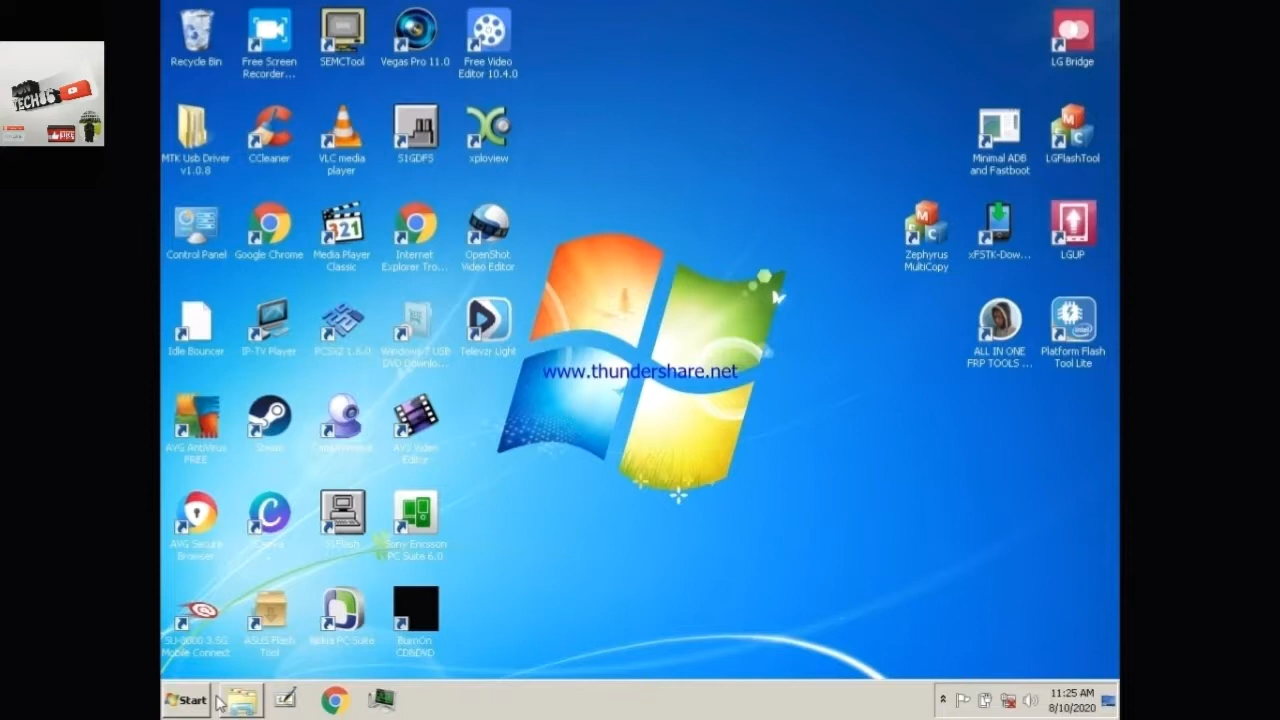 TECHUG
Recycle Bin
Free Screen
Recorder...
SEMCTool
Vegas Pro 11.0
Free Video
Editor 10.4.0
LG Bridge
MTK Usb Driver
v1.0.8
CCleaner
VLC media
player
S1GDFS
xploview
Minimal ADB
and Fastboot
LGFlashTool
Control Panel
Google Chrome
Media Player
Classic
Internet
Explorer Tro...
OpenShot
Video Editor
Zephyrus
MultiCopy
xFSTK-Dow...
LGUP
Idle Bouncer
IP-TV Player
PCSX2 1.6.0
Windows 7 USB
DVD Downlo...
Televzr Light
ALL IN ONE
FRP TOOLS ...
Platform Flash
Tool Lite
www.thundershare.net
AVG AntiVirus
FREE
Steam
AVS Video
Editor
AVG Secure
Browser
Canva
Sony Ericsson
PC Suite 6.0
SU-8000 3.5G
Mobile Connect
ASUS Flash
Tool
Nokia PC Suite
BurnOn
CD&DVD
Start
11:25 AM
8/10/2020